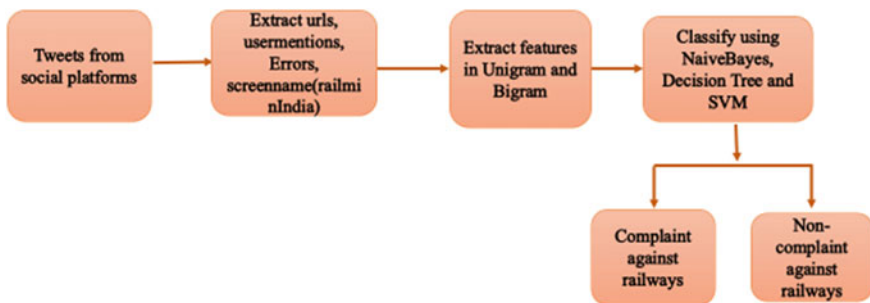 Tweets from
social platforms
Extract urls,
usermentions,
Errors,
screenname(railmi
nIndia)
Extract features
in Unigram and
Bigram
Classify using
NaiveBayes,
Decision Tree and
SVM
Complaint
against
railways
Non-
complaint
against
railways